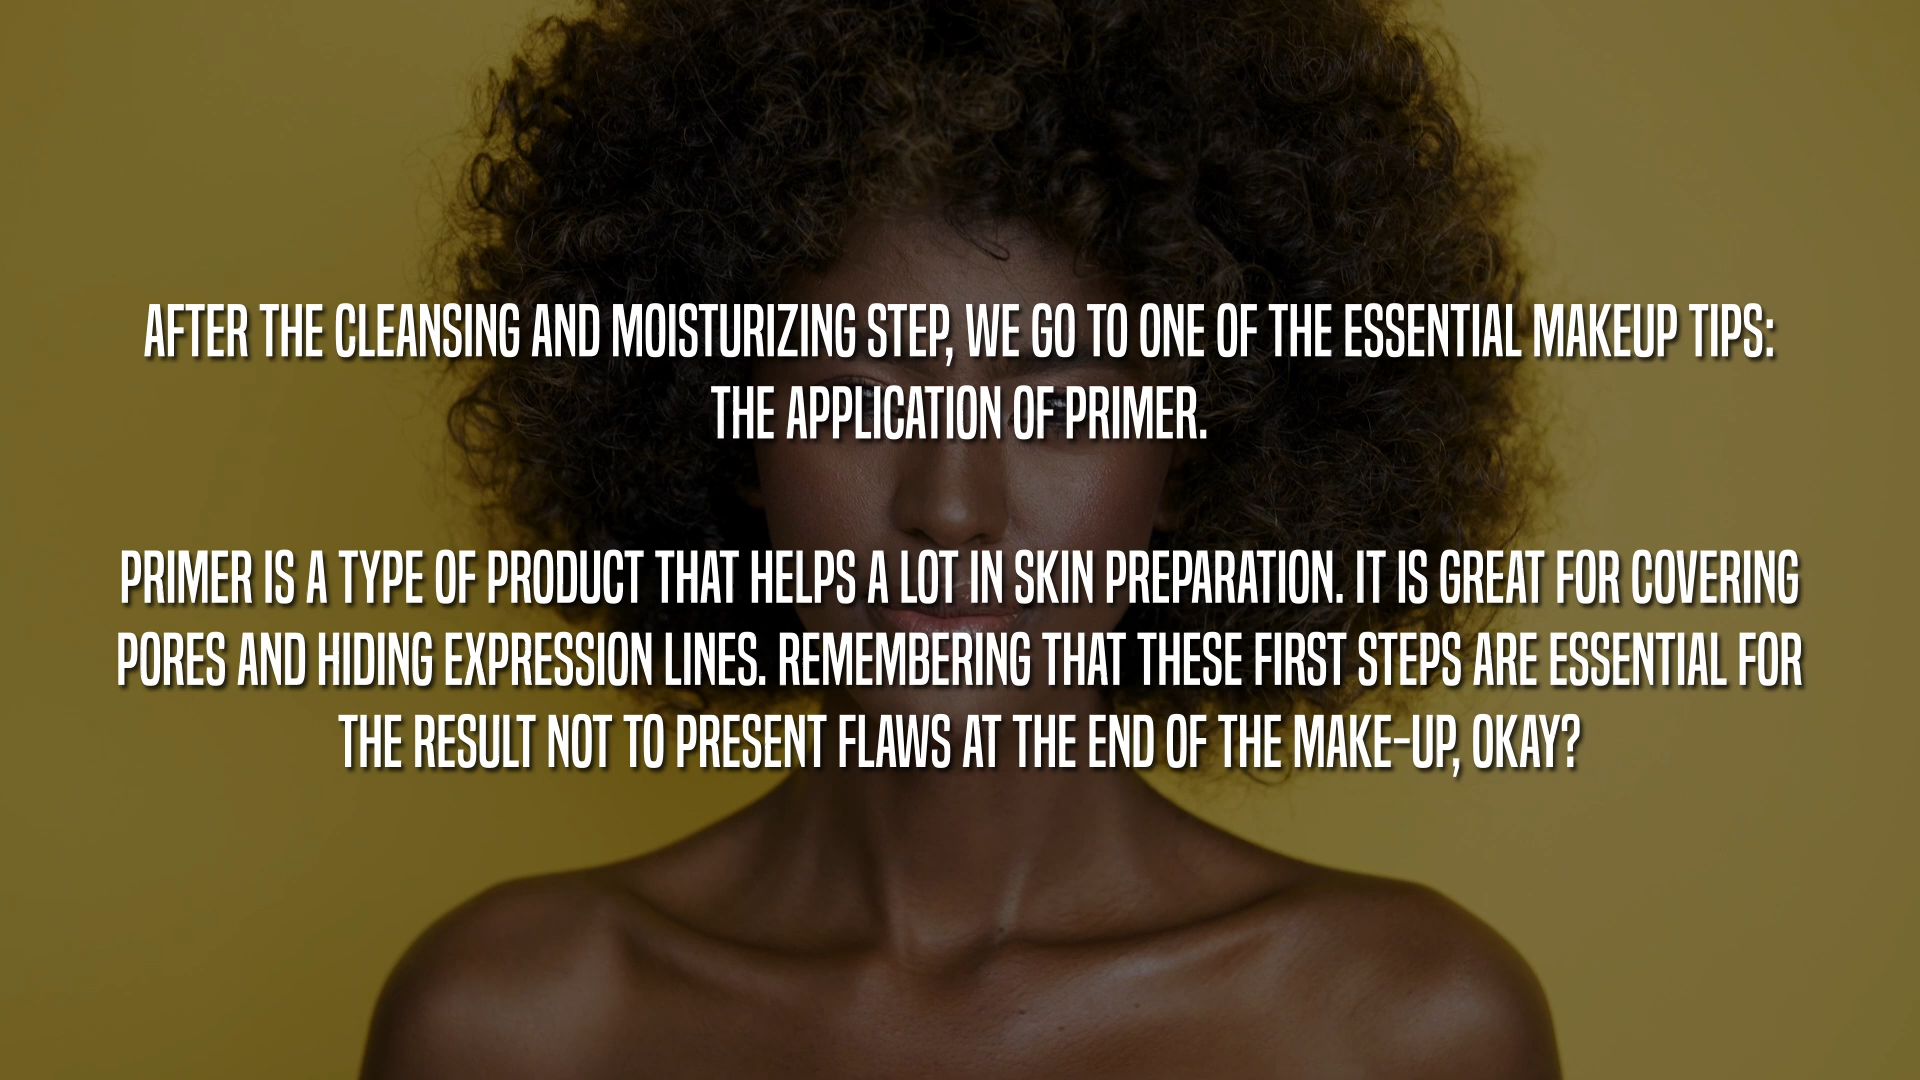 AFTER THE CLEANSING AND MOISTURIZING STEP, WE GO TO ONE OF THE ESSENTIAL MAKEUP TIPS:
THE APPLICATION OF PRIMER.
PRIMER IS A TYPE OF PRODUCT THAT HELPS A LOT IN SKIN PREPARATION. IT IS GREAT FOR COVERING
PORES AND HIDING EXPRESSION LINES. REMEMBERING THAT THESE FIRST STEPS ARE ESSENTIAL FOR
THE RESULT NOT TO PRESENT FLAWS AT THE END OF THE MAKE-UP, OKAY?